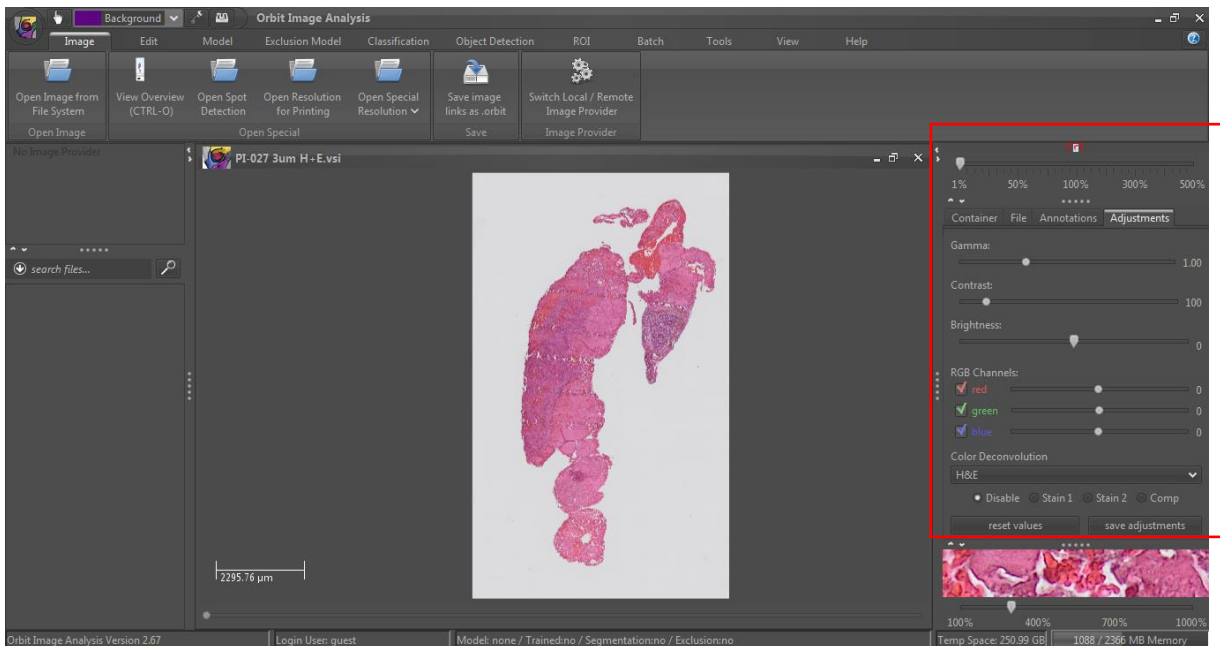 Background
Orbit Image Analysis
Image Edit Model Exclusion Model Classification Object Detection ROI Batch Tools View Help
Open Image from File System
View Overview (CTRL-O)
Open Spot Detection
Open Resolution for Printing
Open Special Resolution
Save image links as .orbit
Switch Local / Remote Image Provider
Open Image Open Special Save Image Provider
No Image Provider
search files...
PI-027 3um H+E.vsi
2295.76 µm
1% 50% 100% 300% 500%
Container File Annotations Adjustments
Gamma:
1.00
Contrast:
100
Brightness:
0
RGB Channels:
red 0
green 0
blue 0
Color Deconvolution
H&E
Disable Stain 1 Stain 2 Comp
reset values save adjustments
100% 400% 700% 1000%
Orbit Image Analysis Version 2.67 Login User: guest Model: none / Trained:no / Segmentation:no / Exclusion:no Temp Space: 250.99 GB 1088 / 2366 MB Memory